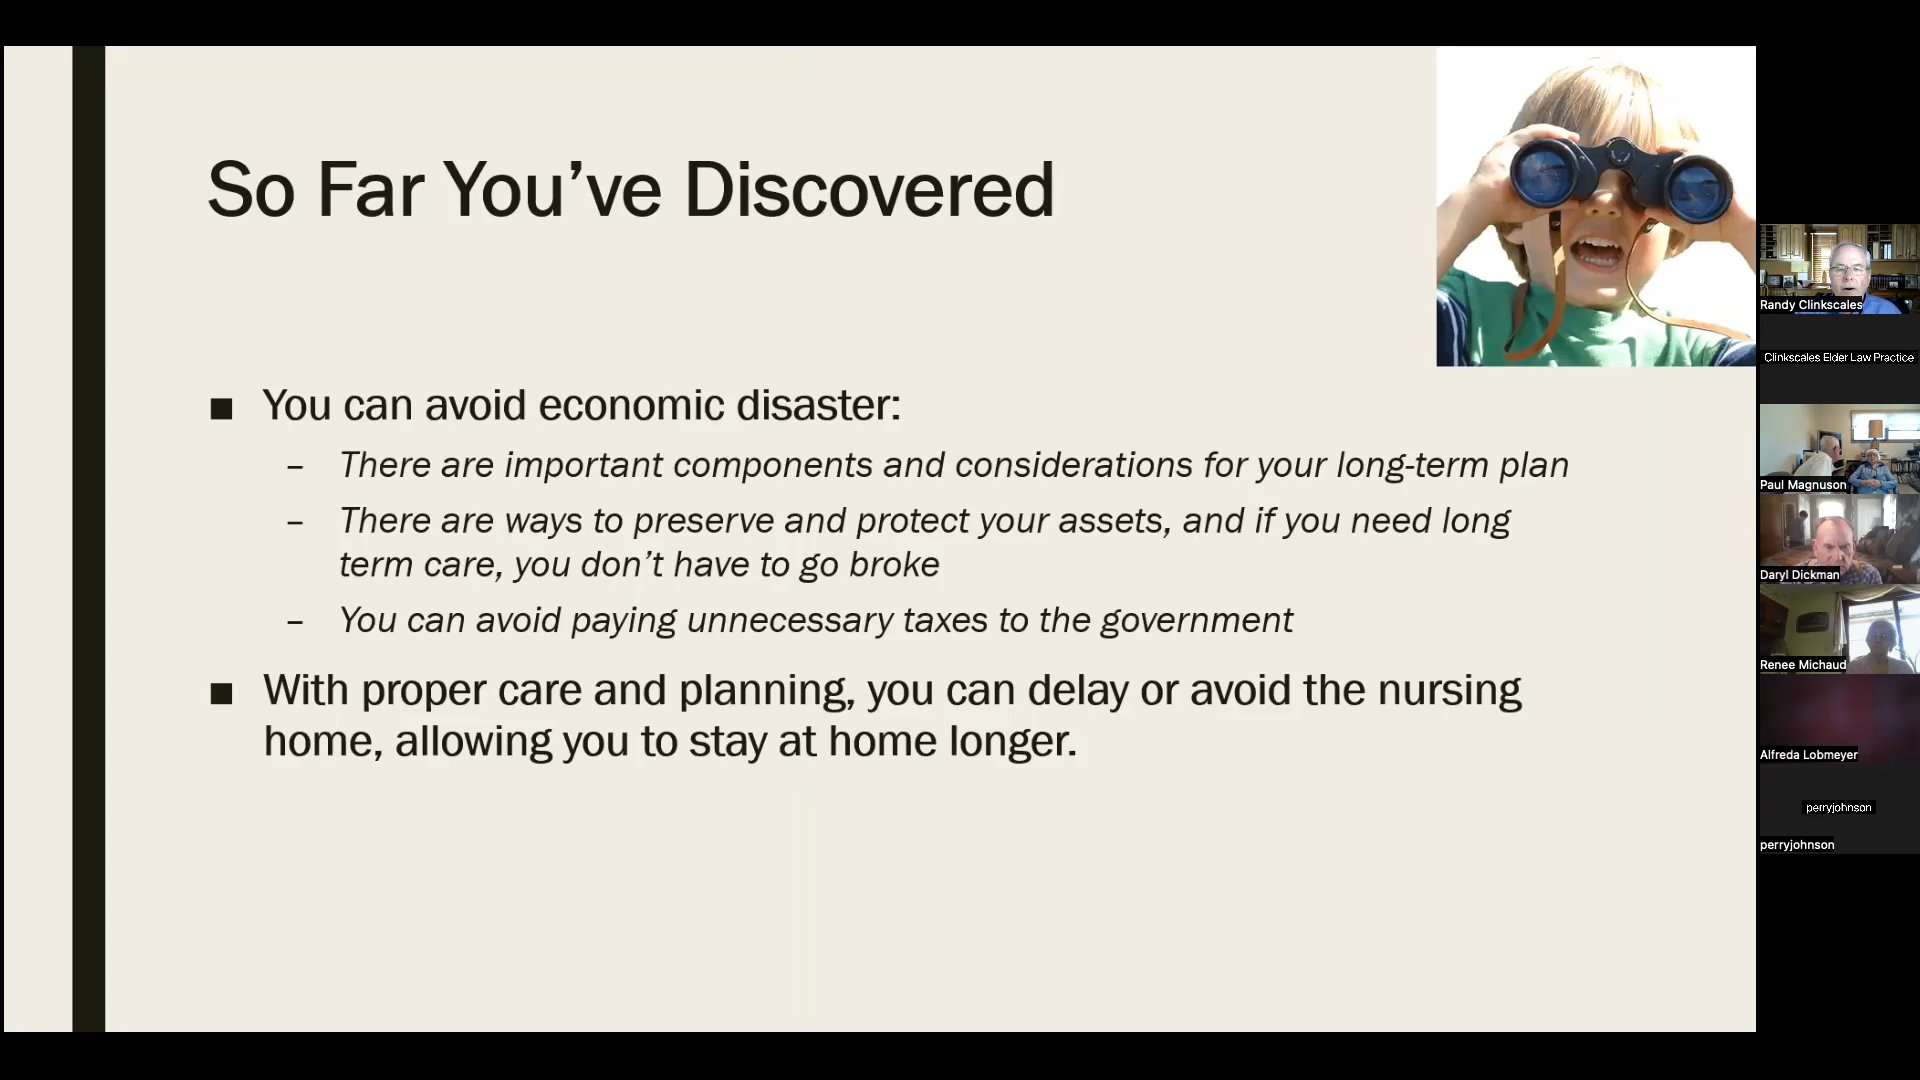 So Far You’ve Discovered
■ You can avoid economic disaster:
– There are important components and considerations for your long-term plan
– There are ways to preserve and protect your assets, and if you need long
term care, you don’t have to go broke
– You can avoid paying unnecessary taxes to the government
■ With proper care and planning, you can delay or avoid the nursing
home, allowing you to stay at home longer.
Randy Clinkscales
Clinkscales Elder Law Practice
Paul Magnuson
Daryl Dickman
Renee Michaud
Alfreda Lobmeyer
perryjohnson
perryjohnson